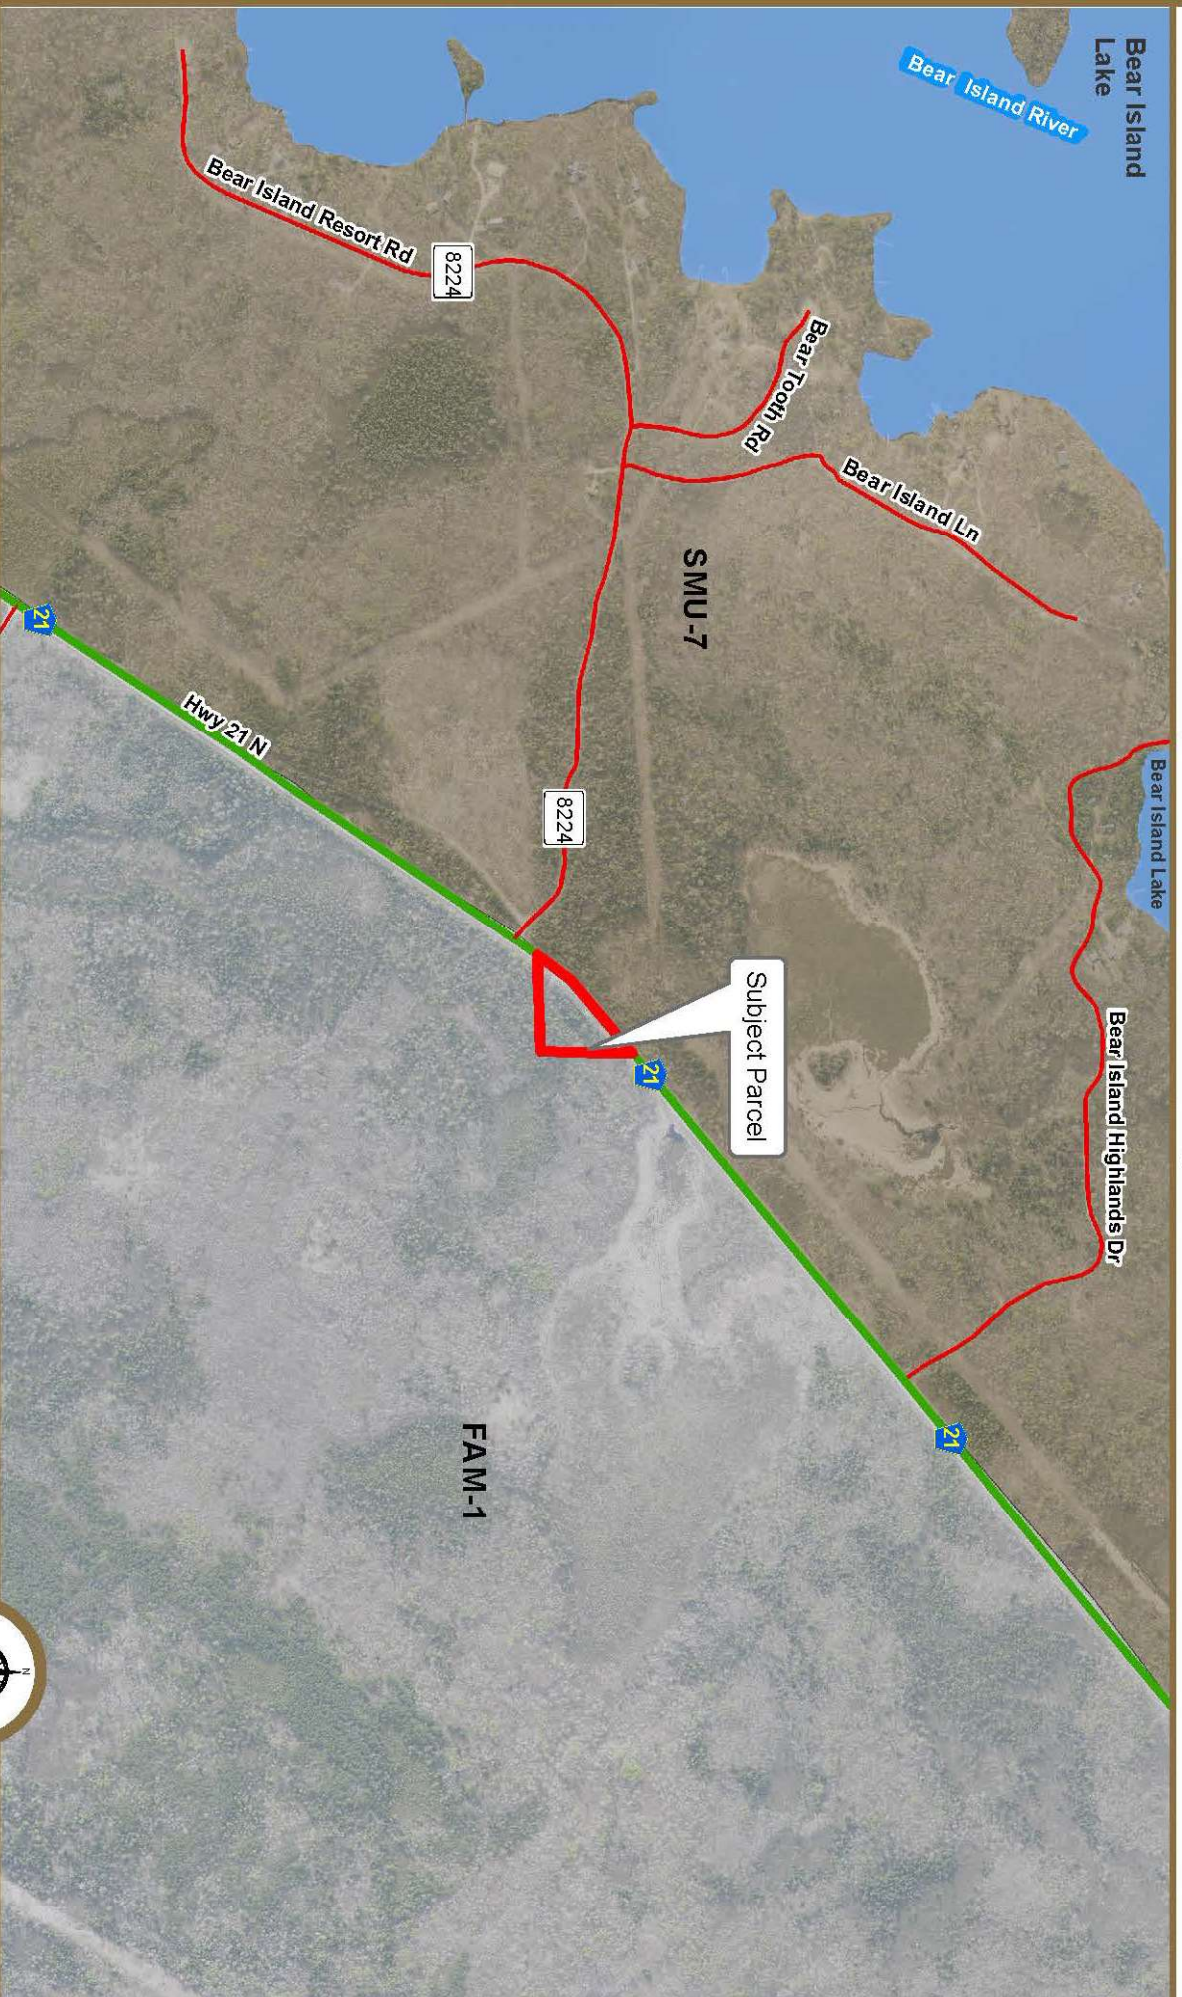 Bear Island
Lake
Bear Island River
Bear Island Lake
Bear Island Highlands Dr
Bear Island Ln
Bear Tooth Rd
SMU-7
Subject Parcel
21
21
8224
8224
Bear Island Resort Rd
FAM-1
Hwy 21 N
21
N